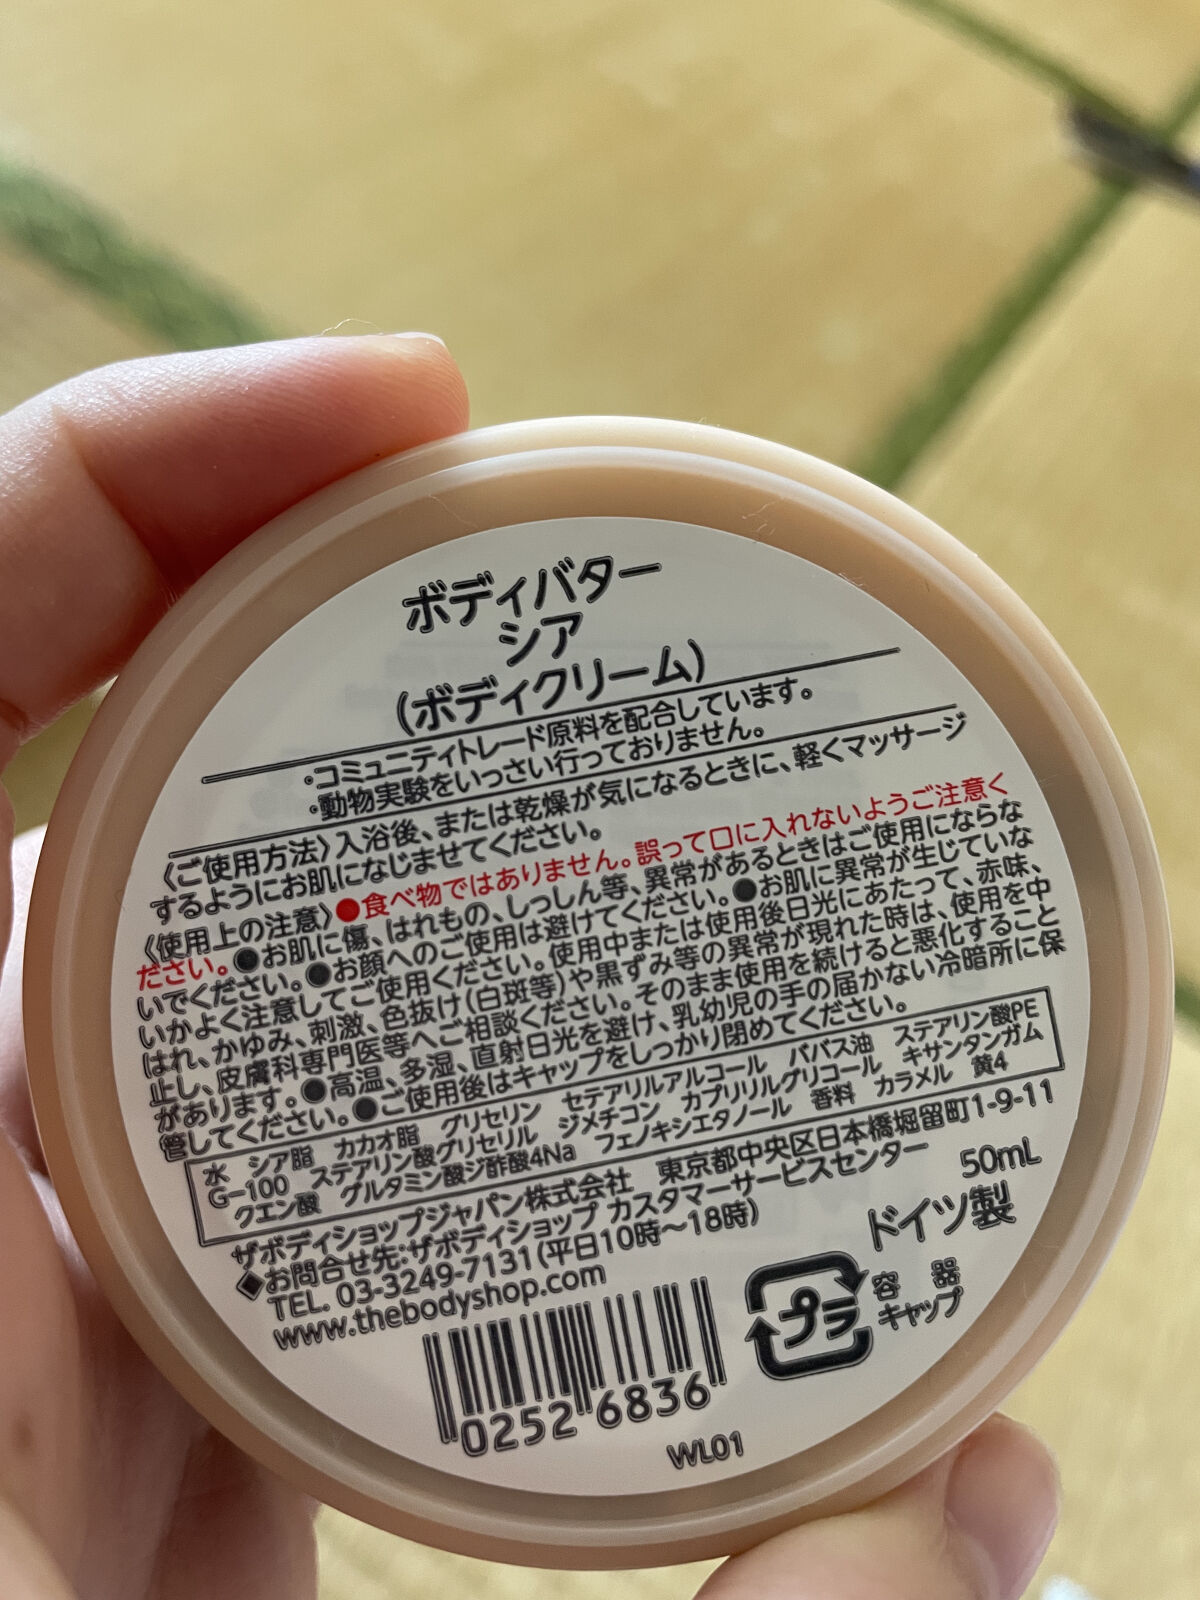 ボディバター
シア
(ボディクリーム)
・コミュニティトレード原料を配合しています。
・動物実験をいっさい行っておりません。
〈ご使用方法〉入浴後、または乾燥が気になるときに、軽くマッサージ
するようにお肌になじませてください。
〈使用上の注意〉●食べ物ではありません。誤って口に入れないようご注意く
ださい。●お肌に傷、はれもの、しっしん等、異常があるときはご使用にならな
いでください。●お顔へのご使用は避けてください。●お肌に異常が生じていな
いかよく注意してご使用ください。使用中または使用後日光にあたって、赤味、
はれ、かゆみ、刺激、色抜け(白斑等)や黒ずみ等の異常が現れた時は、使用を中
止し、皮膚科専門医等へご相談ください。そのまま使用を続けると悪化すること
があります。●高温、多湿、直射日光を避け、乳幼児の手の届かない冷暗所に保
管してください。●ご使用後はキャップをしっかり閉めてください。
水 シア脂 カカオ脂 グリセリン セテアリルアルコール ババス油 ステアリン酸PE
G-100 ステアリン酸グリセリル ジメチコン カプリリルグリコール キサンタンガム
クエン酸 グルタミン酸ジ酢酸4Na フェノキシエタノール 香料 カラメル 黄4
ザボディショップジャパン株式会社 東京都中央区日本橋堀留町1-9-11
◆お問合せ先:ザボディショップ カスタマーサービスセンター
TEL. 03-3249-7131(平日10時〜18時)
www.thebodyshop.com
50mL
ドイツ製
プラ
容器
キャップ
0252 6836
WL01